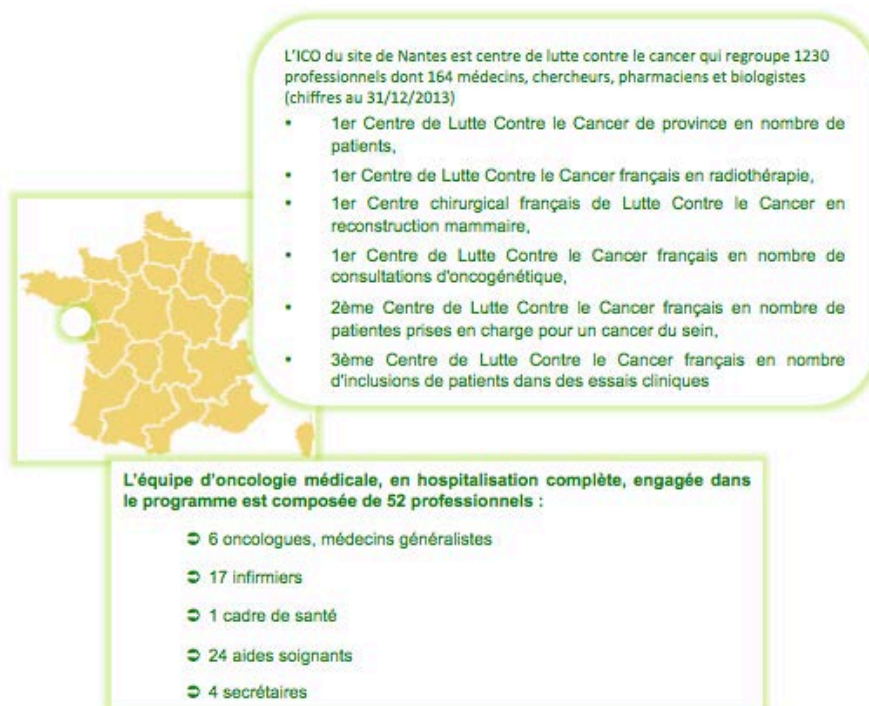 L'ICO du site de Nantes est centre de lutte contre le cancer qui regroupe 1230
professionnels dont 164 médecins, chercheurs, pharmaciens et biologistes
(chiffres au 31/12/2013)
• 1er Centre de Lutte Contre le Cancer de province en nombre de
patients,
• 1er Centre de Lutte Contre le Cancer français en radiothérapie,
• 1er Centre chirurgical français de Lutte Contre le Cancer en
reconstruction mammaire,
• 1er Centre de Lutte Contre le Cancer français en nombre de
consultations d'oncogénétique,
• 2ème Centre de Lutte Contre le Cancer français en nombre de
patientes prises en charge pour un cancer du sein,
• 3ème Centre de Lutte Contre le Cancer français en nombre
d'inclusions de patients dans des essais cliniques
L'équipe d'oncologie médicale, en hospitalisation complète, engagée dans
le programme est composée de 52 professionnels :
➲ 6 oncologues, médecins généralistes
➲ 17 infirmiers
➲ 1 cadre de santé
➲ 24 aides soignants
➲ 4 secrétaires